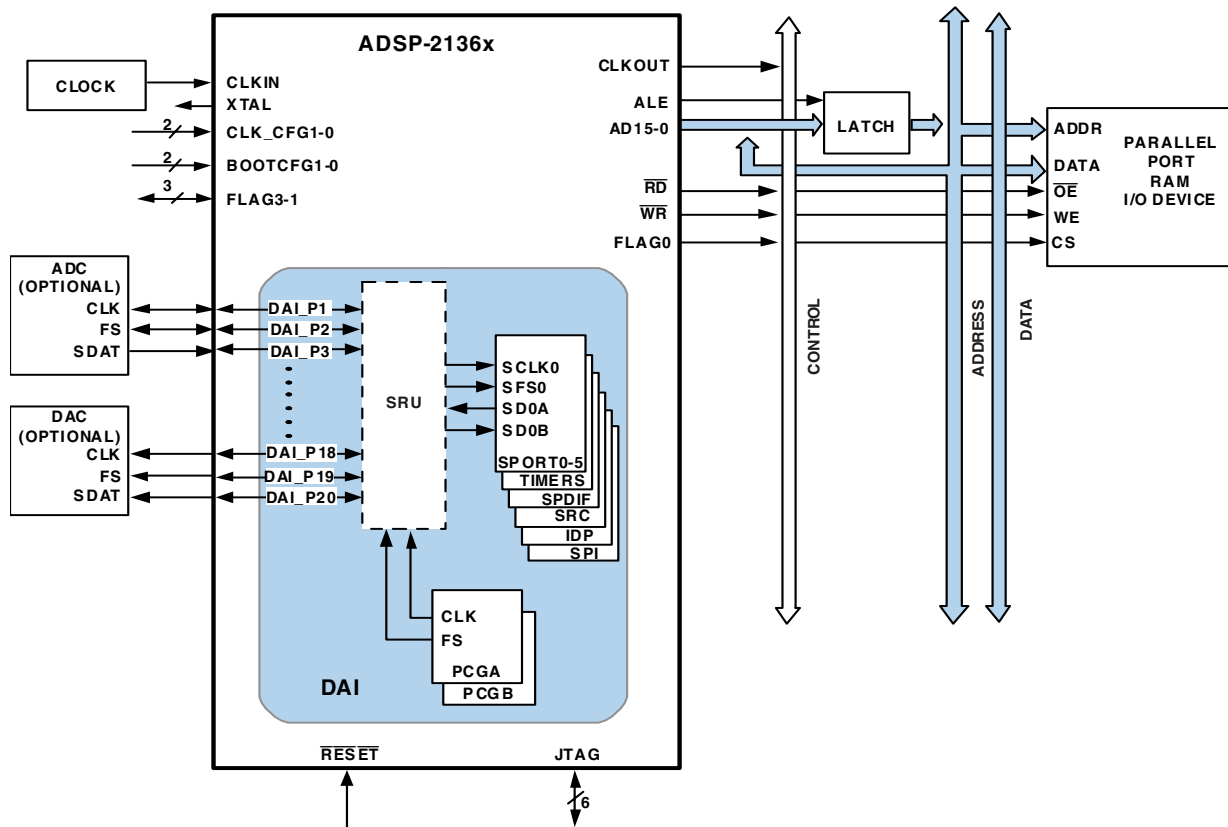 ADSP-2136x
CLOCK
CLKIN
XTAL
2
CLK_CFG1-0
2
BOOTCFG1-0
3
FLAG3-1
CLKOUT
ALE
AD15-0
RD
WR
FLAG0
LATCH
ADDR
DATA
OE
WE
CS
PARALLEL
PORT
RAM
I/O DEVICE
CONTROL
ADDRESS
DATA
ADC
(OPTIONAL)
CLK
FS
SDAT
DAC
(OPTIONAL)
CLK
FS
SDAT
DAI_P1
DAI_P2
DAI_P3
DAI_P18
DAI_P19
DAI_P20
SRU
SCLK0
SFS0
SD0A
SD0B
SPORT0-5
TIMERS
SPDIF
SRC
IDP
SPI
CLK
FS
PCGA
PCGB
DAI
RESET
JTAG
6